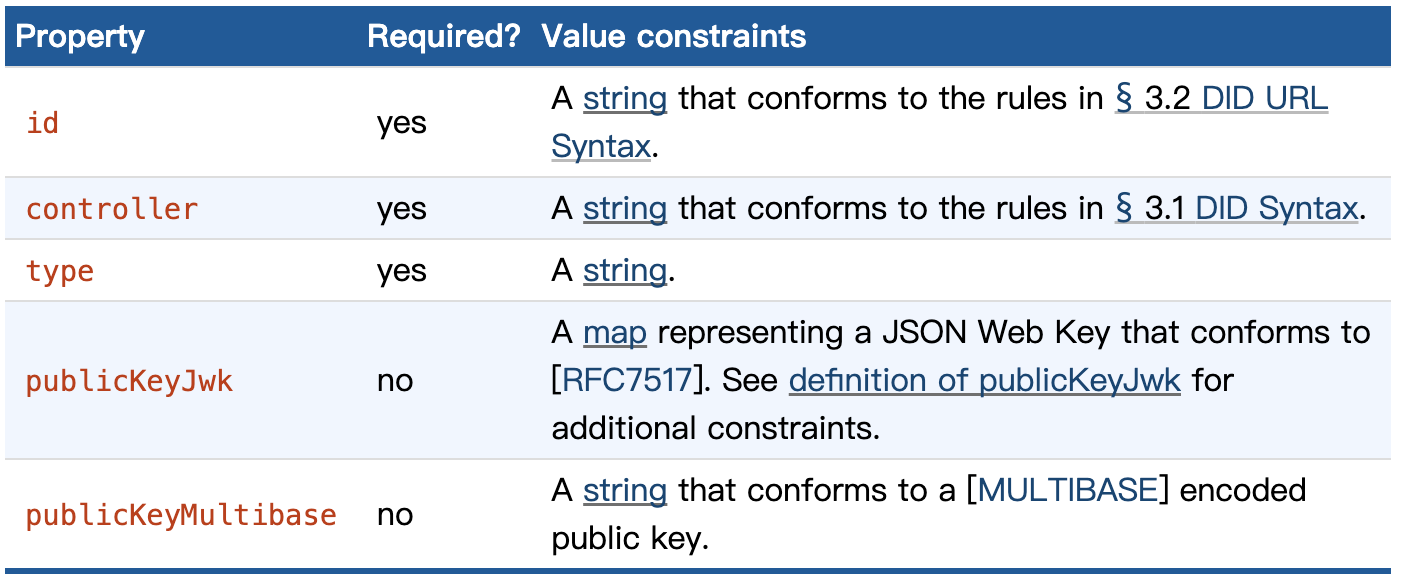 Property Required? Value constraints
id yes A string that conforms to the rules in § 3.2 DID URL
Syntax.
controller yes A string that conforms to the rules in § 3.1 DID Syntax.
type yes A string.
A map representing a JSON Web Key that conforms to
publicKeyJwk no [RFC7517]. See definition of publicKeyJwk for
additional constraints.
publicKeyMultibase no A string that conforms to a [MULTIBASE] encoded
public key.